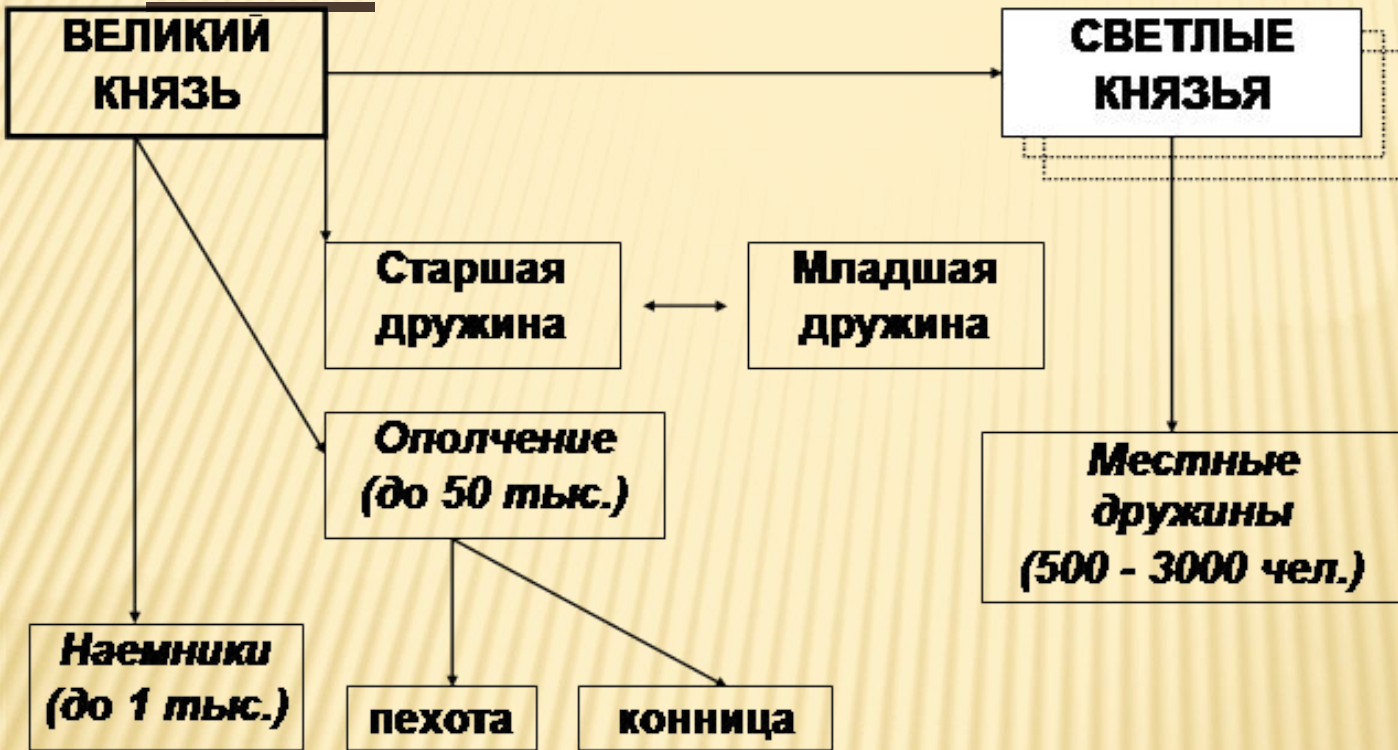 ВЕЛИКИЙ
КНЯЗЬ
СВЕТЛЫЕ
КНЯЗЬЯ
Старшая
дружина
Младшая
дружина
Ополчение
(до 50 тыс.)
Местные
дружины
(500 - 3000 чел.)
Наемники
(до 1 тыс.)
пехота
конница